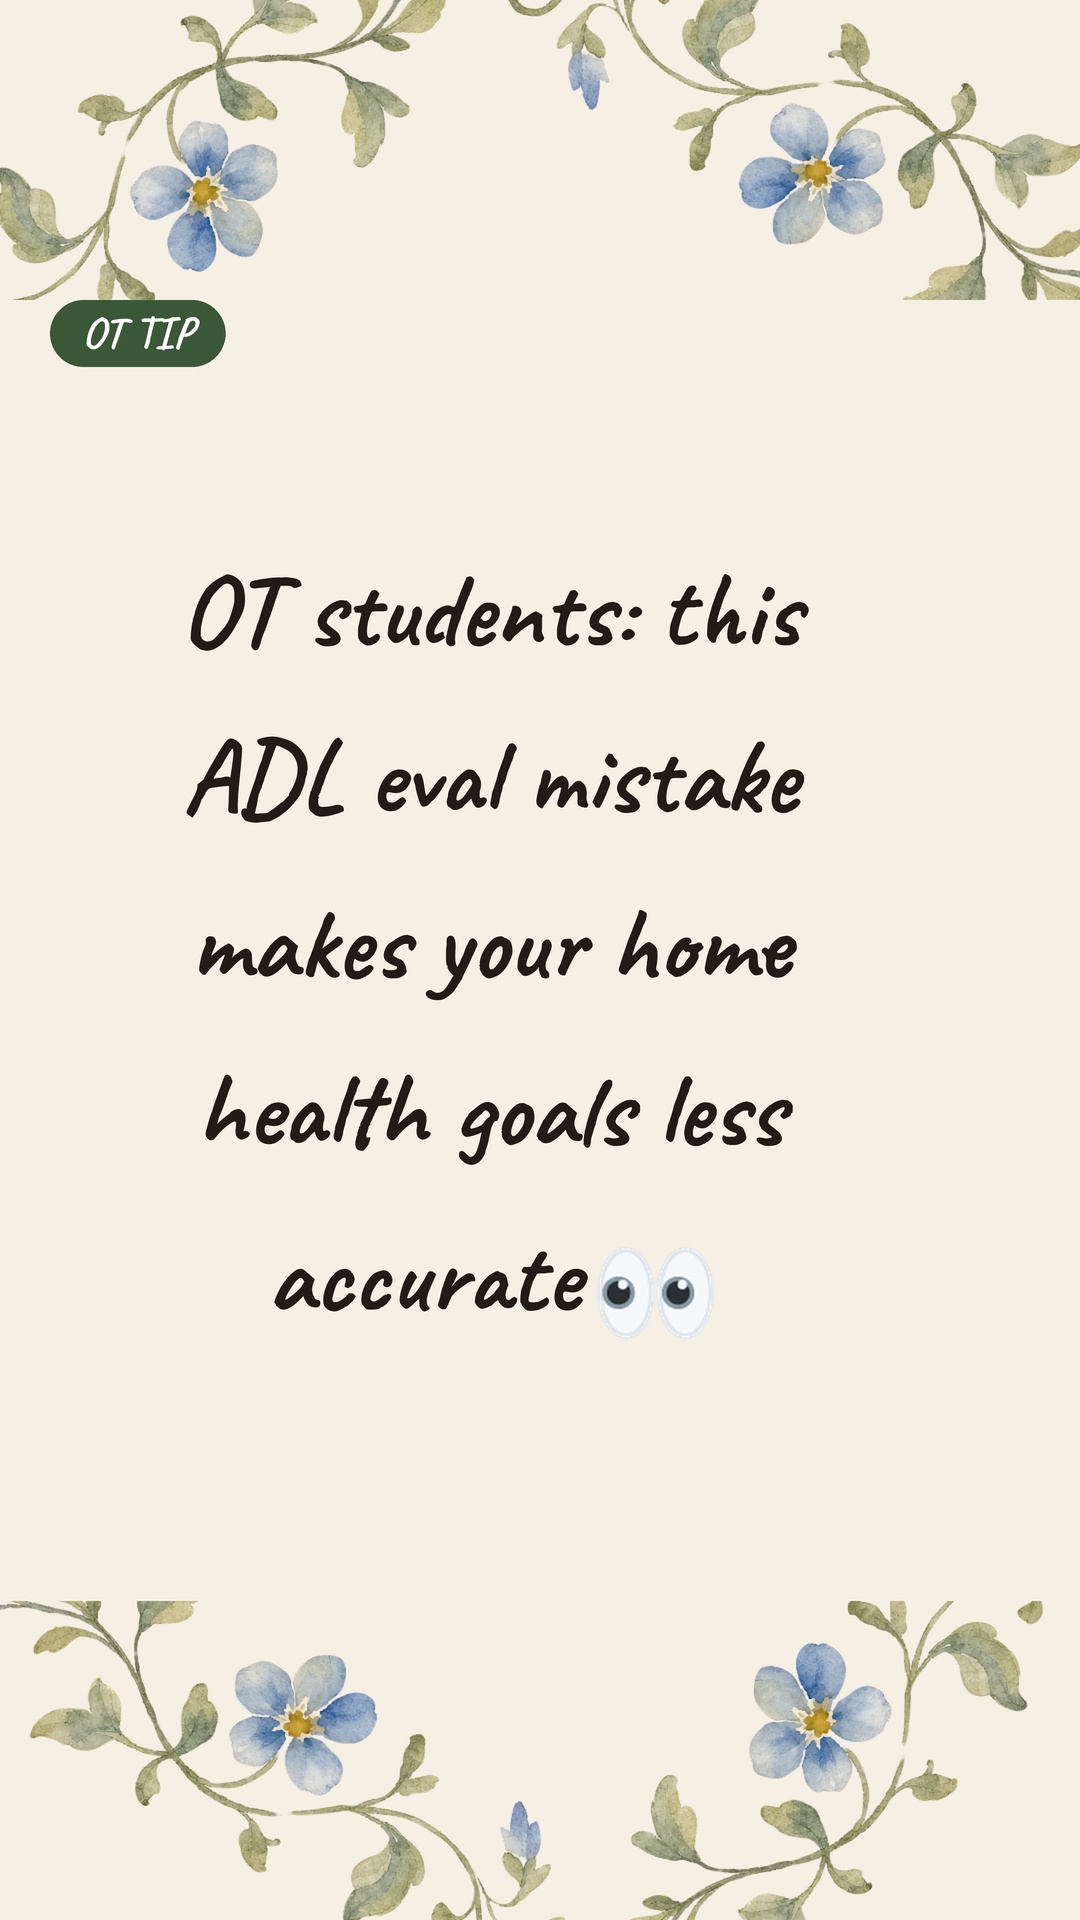 OT TIP
OT students: this
ADL eval mistake
makes your home
health goals less
accurate👀